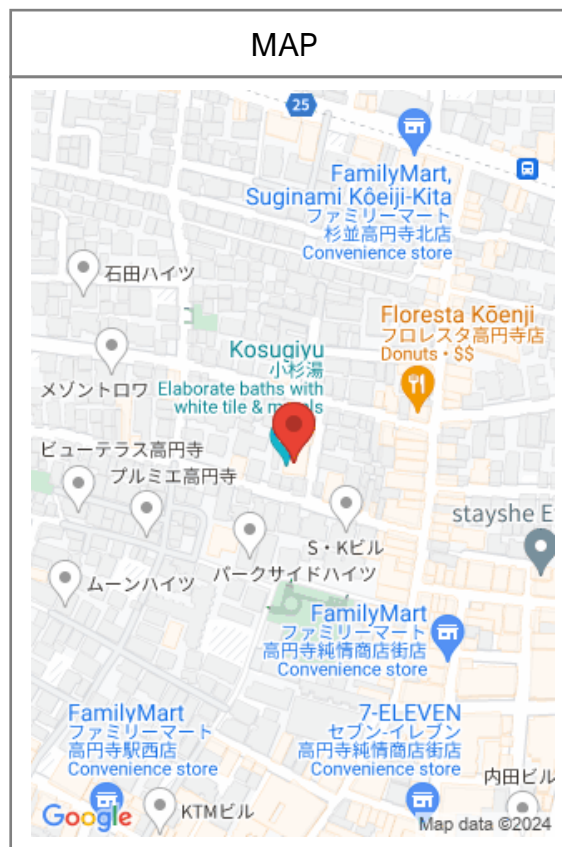 MAP
25
FamilyMart,
Suginami Kôeiji-Kita
ファミリーマート
杉並高円寺北店
Convenience store
石田ハイツ
Floresta Kōenji
フロレスタ高円寺店
Donuts • $$
Kosugiyu
小杉湯
Elaborate baths with
white tile & m
ls
メゾントロワ
ビューテラス高円寺
プルミエ高円寺
stayshe E
S・Kビル
パークサイドハイツ
ムーンハイツ
FamilyMart
ファミリーマート
高円寺純情商店街店
Convenience store
FamilyMart
ファミリーマート
高円寺駅西店
Convenience store
7-ELEVEN
セブン-イレブン
高円寺純情商店街店
Convenience store
内田ビル
KTMビル
Google
Map data ©2024